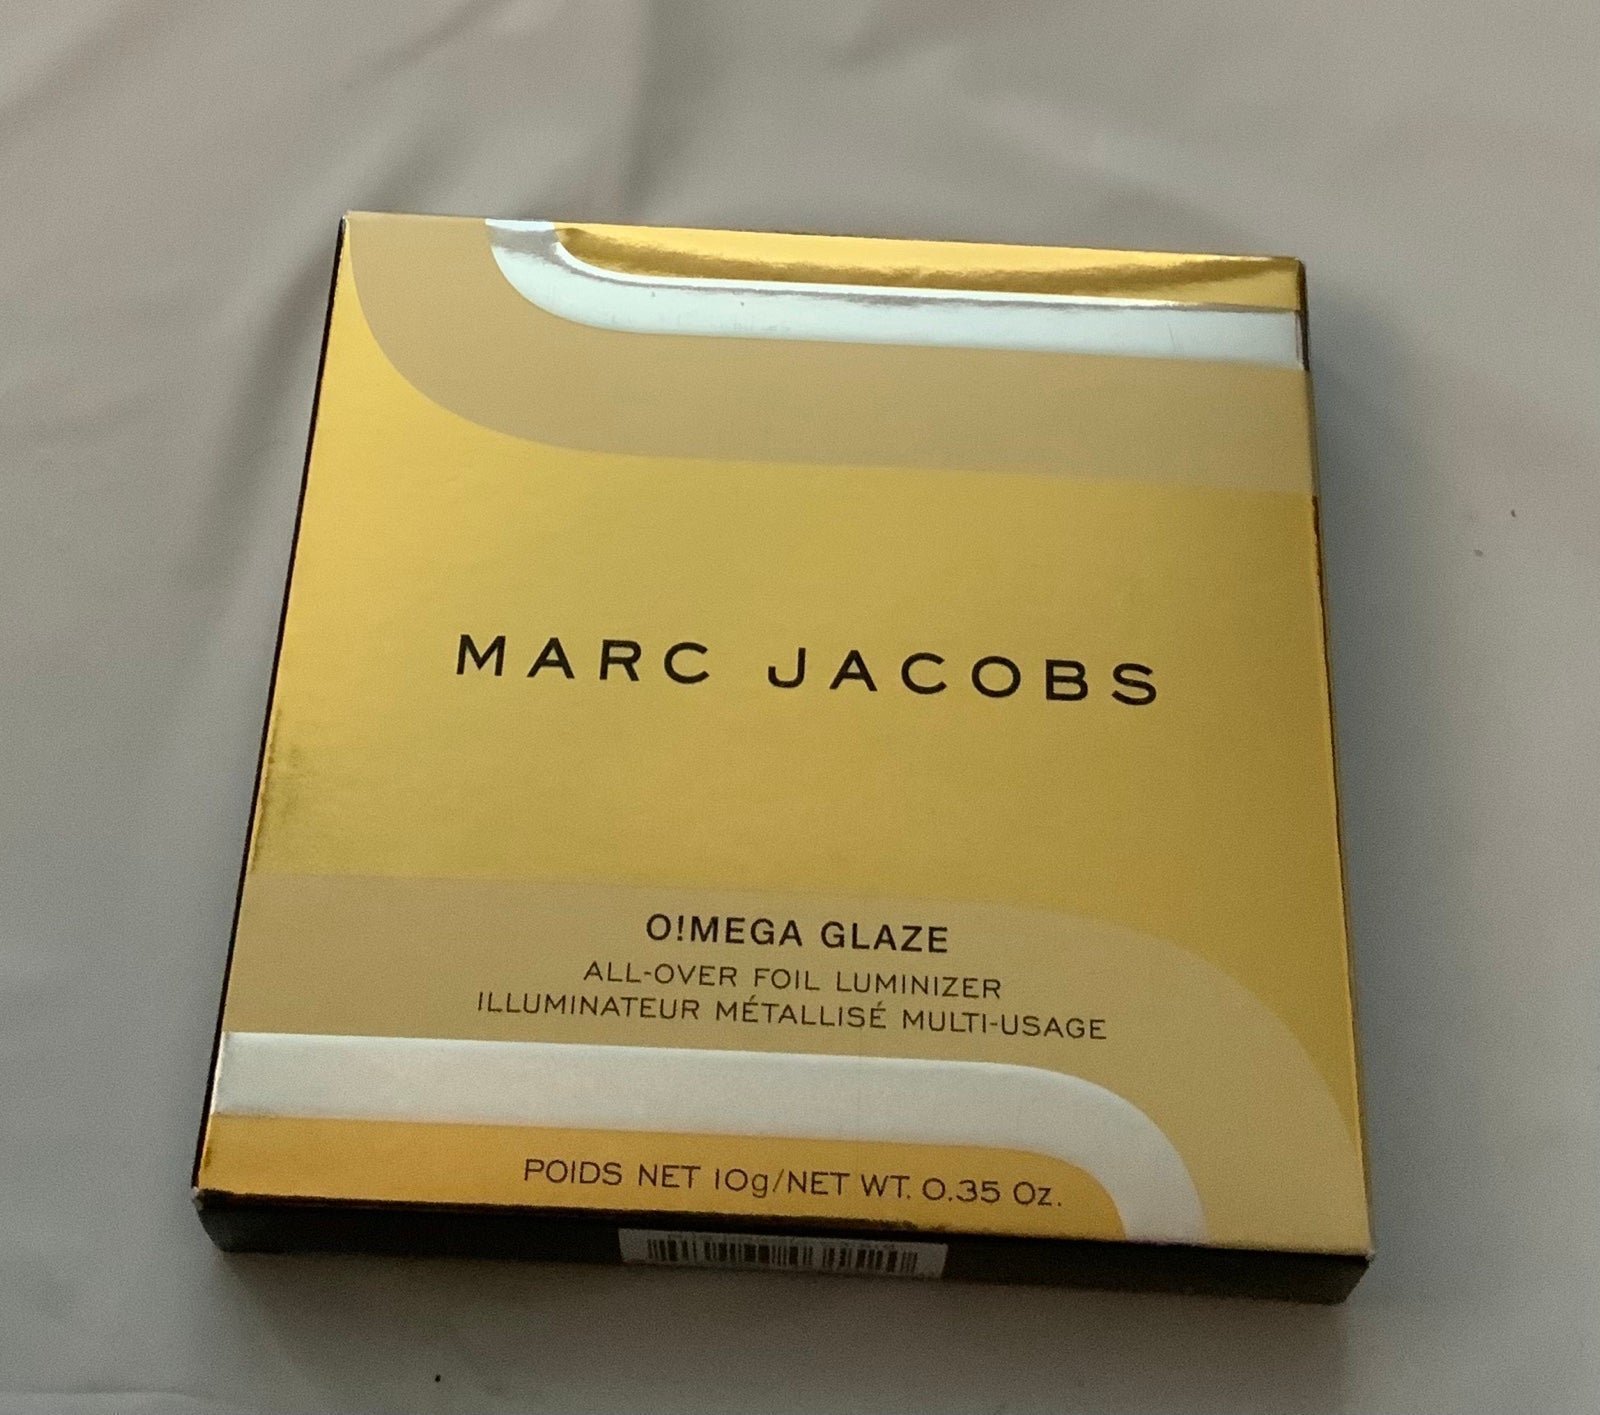 MARC JACOBS
O!MEGA GLAZE
ALL-OVER FOIL LUMINIZER
ILLUMINATEUR MÉTALLISÉ MULTI-USAGE
POIDS NET 10g/NET WT. 0.35 Oz.